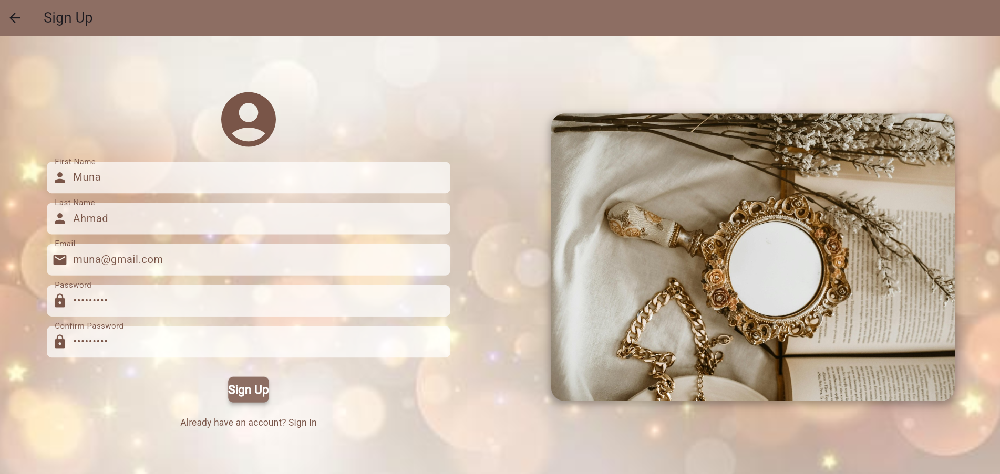 Sign Up
First Name
Muna
Last Name
Ahmad
Email
muna@gmail.com
Password
•••••••••
Confirm Password
•••••••••
Sign Up
Already have an account? Sign In